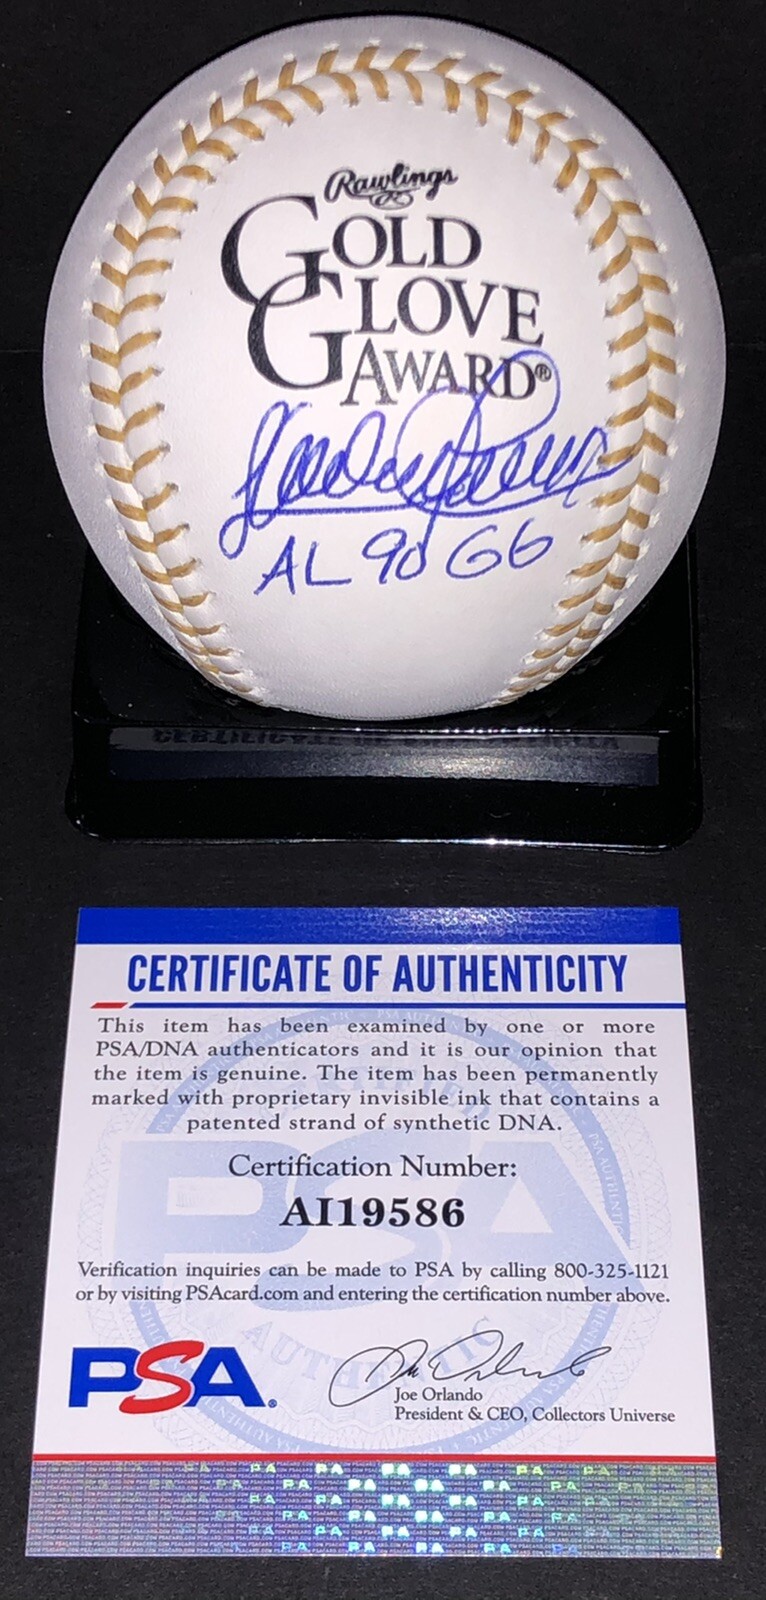 Rawlings
GOLD
GLOVE
AWARD®
AL 90 GG
CERTIFICATE OF AUTHENTICITY
This item has been examined by one or more
PSA/DNA authenticators and it is our opinion that
the item is genuine. The item has been permanently
marked with proprietary invisible ink that contains a
patented strand of synthetic DNA.
Certification Number:
AI19586
Verification inquiries can be made to PSA by calling 800-325-1121
or by visiting PSAcard.com and entering the certification number above.
PSA®
Joe Orlando
President & CEO, Collectors Universe